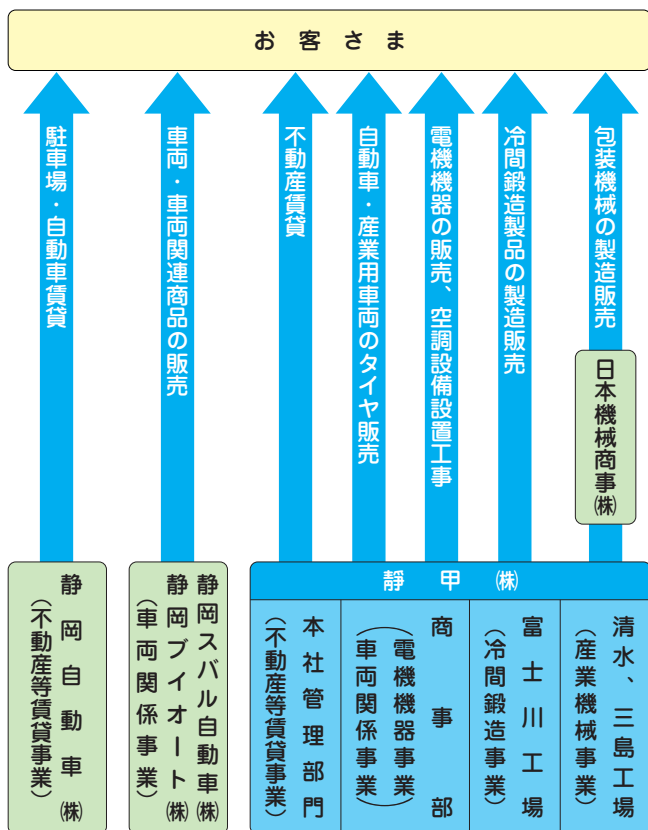 お客さま
駐車場・自動車賃貸
車両・車両関連商品の販売
不動産賃貸
自動車・産業用車両のタイヤ販売
電機機器の販売、空調設備設置工事
冷間鍛造製品の製造販売
包装機械の製造販売
日本機械商事㈱
静岡自動車㈱
(不動産等賃貸事業)
静岡スバル自動車㈱
静岡ブイオート㈱
(車両関係事業)
靜甲㈱
本社管理部門
(不動産等賃貸事業)
商事部
(電機機器事業)
(車両関係事業)
富士川工場
(冷間鍛造事業)
清水、三島工場
(産業機械事業)